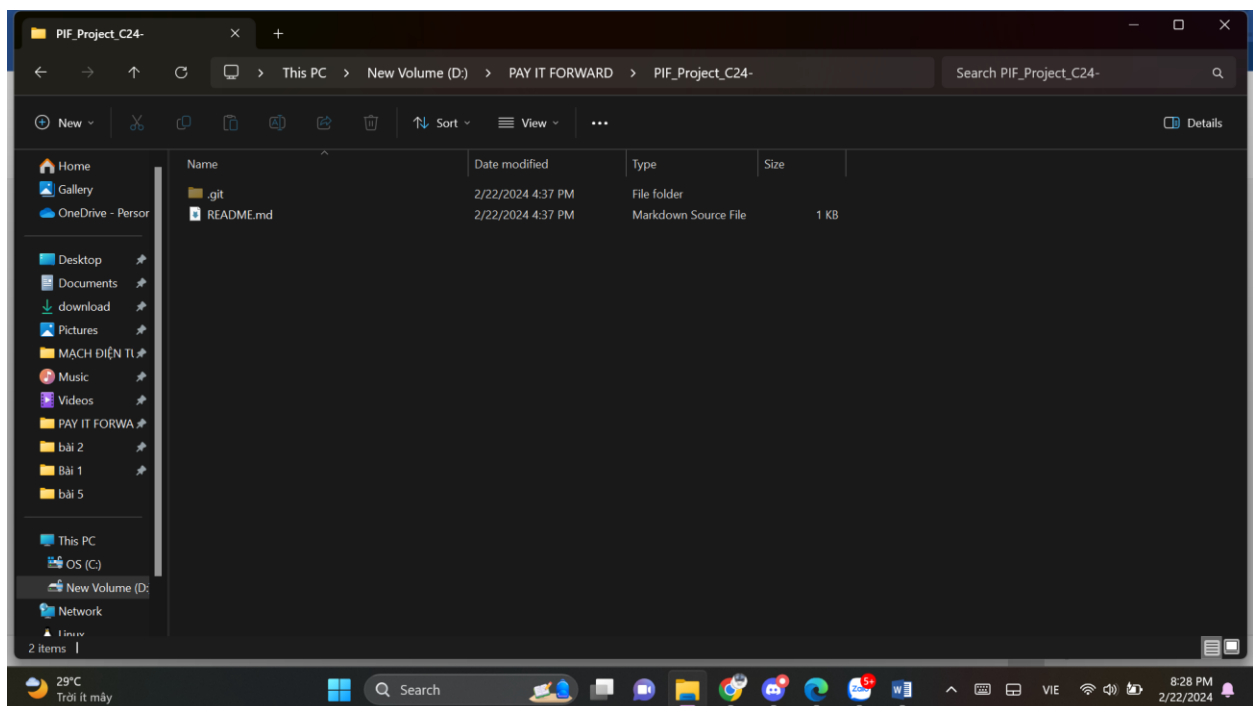 PIF_Project_C24-
This PC > New Volume (D:) > PAY IT FORWARD > PIF_Project_C24-
Search PIF_Project_C24-
New
Sort
View
Details
Name
Date modified
Type
Size
.git
2/22/2024 4:37 PM
File folder
README.md
2/22/2024 4:37 PM
Markdown Source File
1 KB
Home
Gallery
OneDrive - Persor
Desktop
Documents
download
Pictures
MẠCH ĐIỆN TỬ
Music
Videos
PAY IT FORWA
bài 2
Bài 1
bài 5
This PC
OS (C:)
New Volume (D:
Network
Linux
2 items
29°C
Trời ít mây
Search
Zalo
5+
W
VIE
8:28 PM
2/22/2024